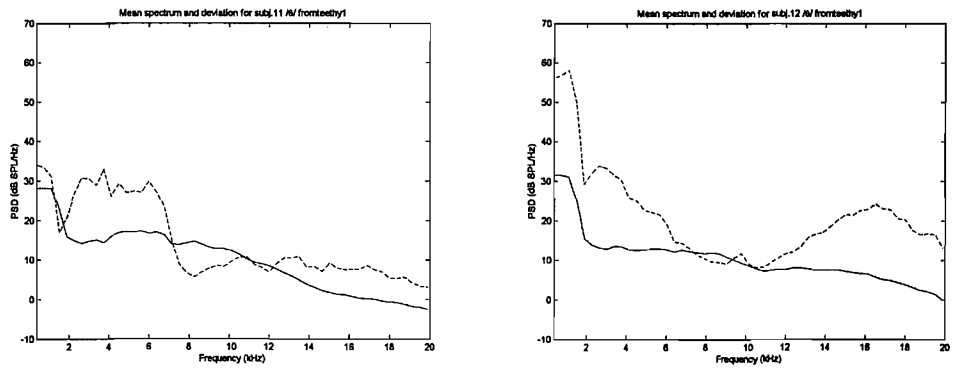 Mean spectrum and deviation for subj.11 /θ/ fromteethy1
70
60
50
40
30
20
10
0
-10
PSD (dB SPL/Hz)
2 4 6 8 10 12 14 16 18 20
Frequency (kHz)
Mean spectrum and deviation for subj.12 /θ/ fromteethy1
70
60
50
40
30
20
10
0
-10
PSD (dB SPL/Hz)
2 4 6 8 10 12 14 16 18 20
Frequency (kHz)